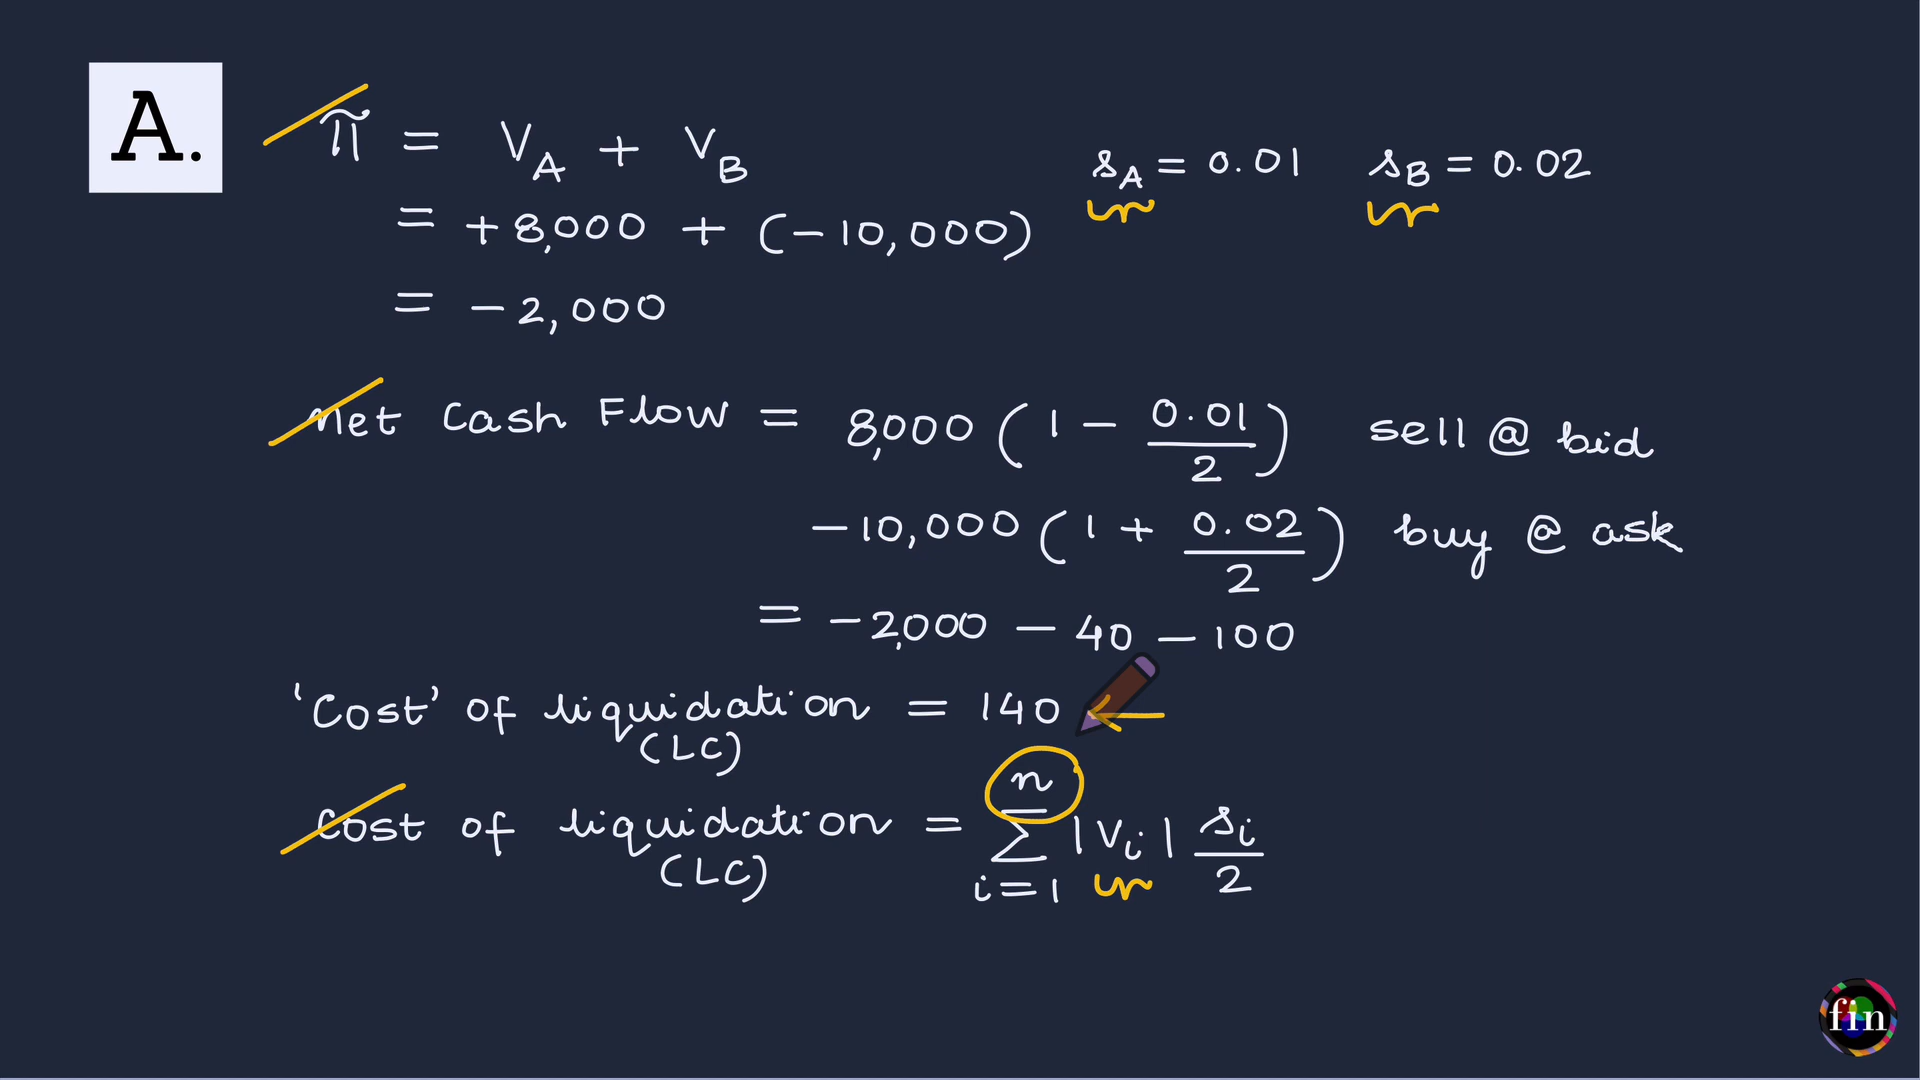 A.
π̃ = V_A + V_B
s_A = 0.01 s_B = 0.02
= +8,000 + (−10,000)
= −2,000
Net Cash Flow = 8,000 (1 − 0.01/2) sell @ bid
−10,000 (1 + 0.02/2) buy @ ask
= −2,000 − 40 − 100
'Cost' of liquidation = 140
(LC)
Cost of liquidation = ∑_{i=1}^{n} |V_i| s_i/2
(LC)
fin